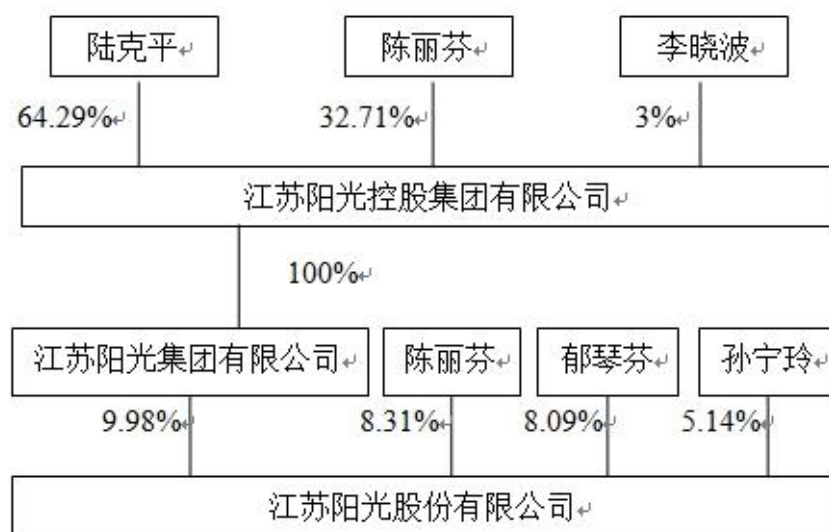 陆克平 陈丽芬 李晓波
64.29% 32.71% 3%
江苏阳光控股集团有限公司
100%
江苏阳光集团有限公司 陈丽芬 郁琴芬 孙宁玲
9.98% 8.31% 8.09% 5.14%
江苏阳光股份有限公司